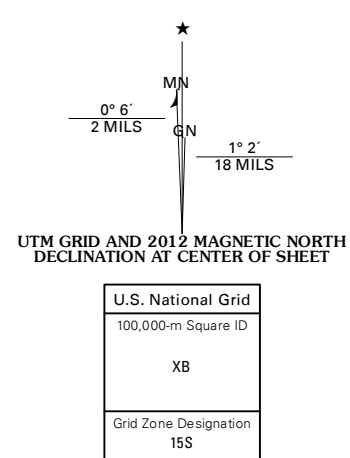 MN
0° 6´
2 MILS
GN
1° 2´
18 MILS
UTM GRID AND 2012 MAGNETIC NORTH
DECLINATION AT CENTER OF SHEET
U.S. National Grid
100,000-m Square ID
XB
Grid Zone Designation
15S